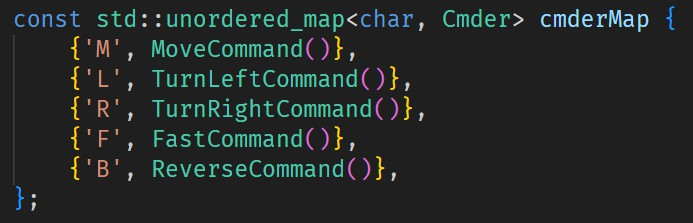 const std::unordered_map<char, Cmder> cmderMap {
    {'M', MoveCommand()},
    {'L', TurnLeftCommand()},
    {'R', TurnRightCommand()},
    {'F', FastCommand()},
    {'B', ReverseCommand()},
};